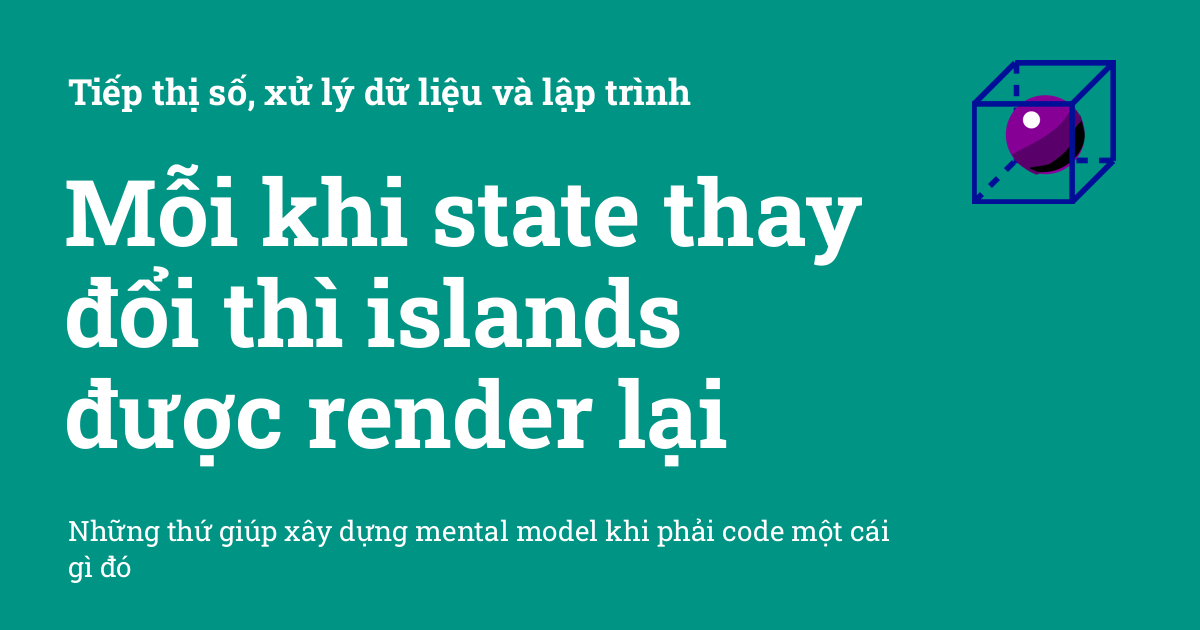 Tiếp thị số, xử lý dữ liệu và lập trình
Mỗi khi state thay
đổi thì islands
được render lại
Những thứ giúp xây dựng mental model khi phải code một cái
gì đó